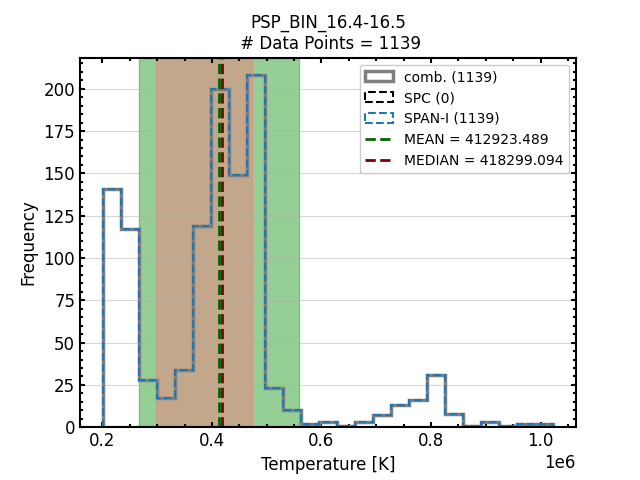 PSP_BIN_16.4-16.5
# Data Points = 1139
comb. (1139)
SPC (0)
SPAN-I (1139)
MEAN = 412923.489
MEDIAN = 418299.094
Frequency
200
175
150
125
100
75
50
25
0
0.2 0.4 0.6 0.8 1.0
1e6
Temperature [K]